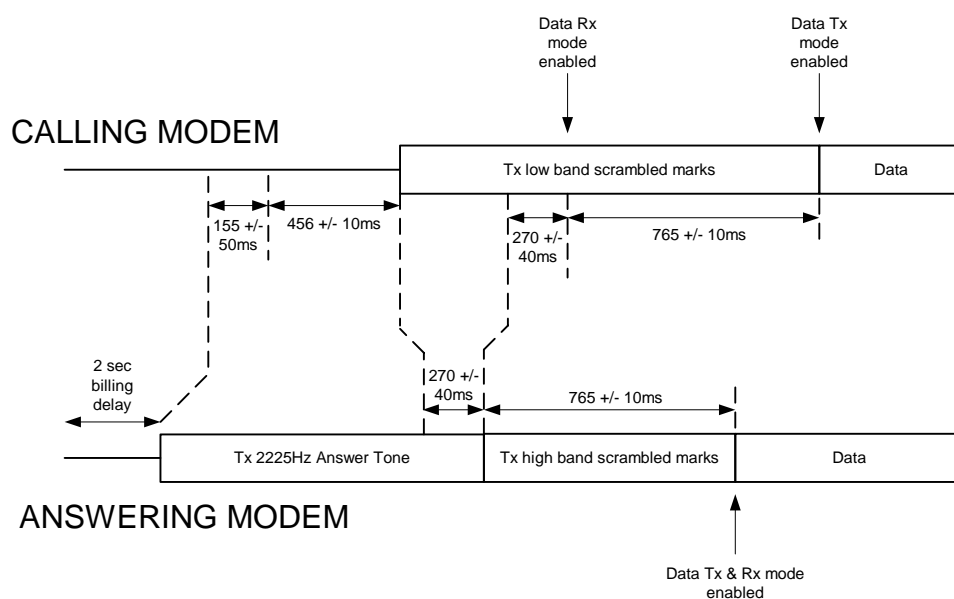 Data Rx
mode
enabled
Data Tx
mode
enabled
CALLING MODEM
Tx low band scrambled marks
Data
155 +/-
50ms
456 +/- 10ms
270 +/-
40ms
765 +/- 10ms
2 sec
billing
delay
270 +/-
40ms
765 +/- 10ms
Tx 2225Hz Answer Tone
Tx high band scrambled marks
Data
ANSWERING MODEM
Data Tx & Rx mode
enabled